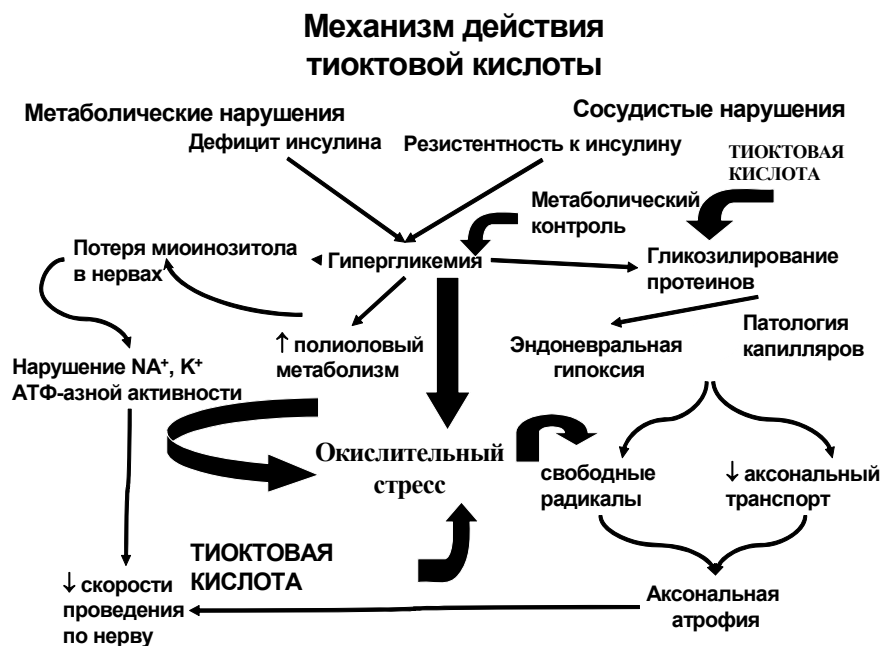 Механизм действия
тиоктовой кислоты
Метаболические нарушения
Сосудистые нарушения
Дефицит инсулина
Резистентность к инсулину
ТИОКТОВАЯ
КИСЛОТА
Метаболический
контроль
Потеря миоинозитола
в нервах
Гипергликемия
Гликозилирование
протеинов
↑ полиоловый
метаболизм
Эндоневральная
гипоксия
Патология
капилляров
Нарушение NA⁺, K⁺
АТФ-азной активности
Окислительный
стресс
свободные
радикалы
↓ аксональный
транспорт
ТИОКТОВАЯ
КИСЛОТА
↓ скорости
проведения
по нерву
Аксональная
атрофия